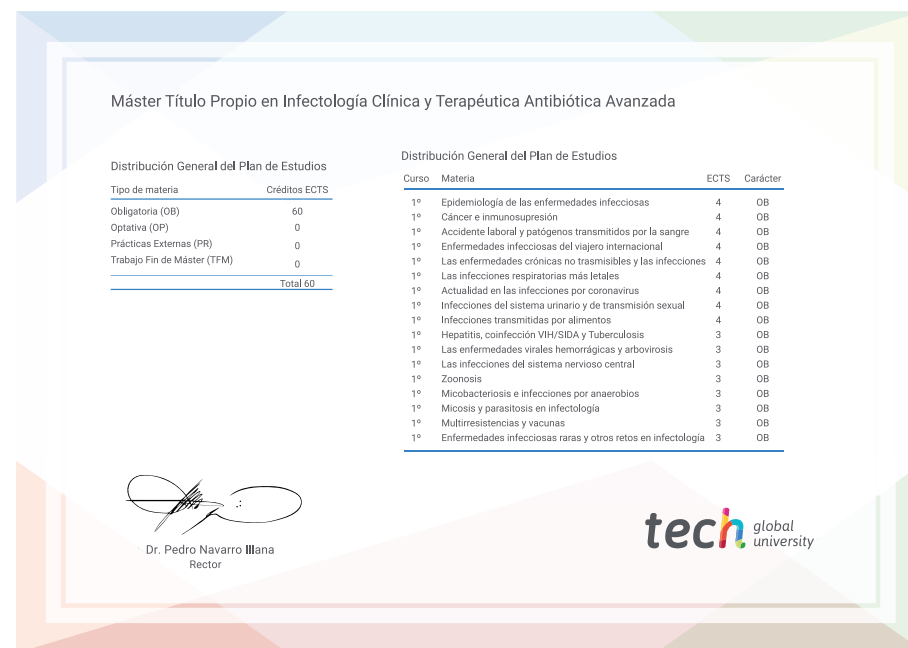 Máster Título Propio en Infectología Clínica y Terapéutica Antibiótica Avanzada
Distribución General del Plan de Estudios
Tipo de materia Créditos ECTS
Obligatoria (OB) 60
Optativa (OP) 0
Prácticas Externas (PR) 0
Trabajo Fin de Máster (TFM) 0
Total 60
Distribución General del Plan de Estudios
Curso Materia ECTS Carácter
1º Epidemiología de las enfermedades infecciosas 4 OB
1º Cáncer e inmunosupresión 4 OB
1º Accidente laboral y patógenos transmitidos por la sangre 4 OB
1º Enfermedades infecciosas del viajero internacional 4 OB
1º Las enfermedades crónicas no trasmisibles y las infecciones 4 OB
1º Las infecciones respiratorias más letales 4 OB
1º Actualidad en las infecciones por coronavirus 4 OB
1º Infecciones del sistema urinario y de transmisión sexual 4 OB
1º Infecciones transmitidas por alimentos 4 OB
1º Hepatitis, coinfección VIH/SIDA y Tuberculosis 3 OB
1º Las enfermedades virales hemorrágicas y arbovirosis 3 OB
1º Las infecciones del sistema nervioso central 3 OB
1º Zoonosis 3 OB
1º Micobacteriosis e infecciones por anaerobios 3 OB
1º Micosis y parasitosis en infectología 3 OB
1º Multirresistencias y vacunas 3 OB
1º Enfermedades infecciosas raras y otros retos en infectología 3 OB
Dr. Pedro Navarro Illana
Rector
tech global
university